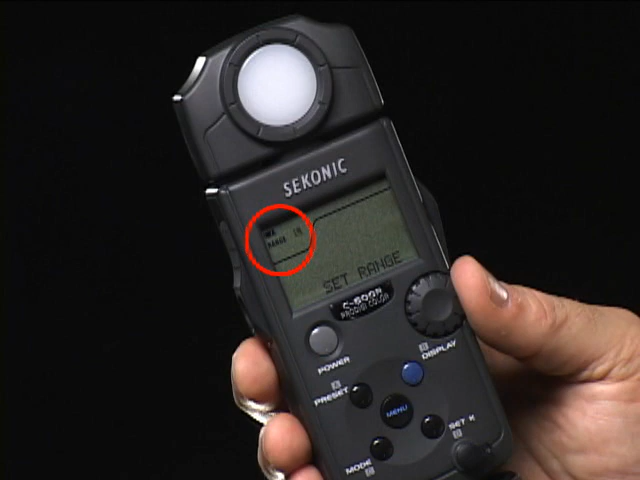 SEKONIC
RANGE
SET RANGE
C-500R
PRODIGI COLOR
POWER
DISPLAY
PRESET
MENU
SET K
MODE